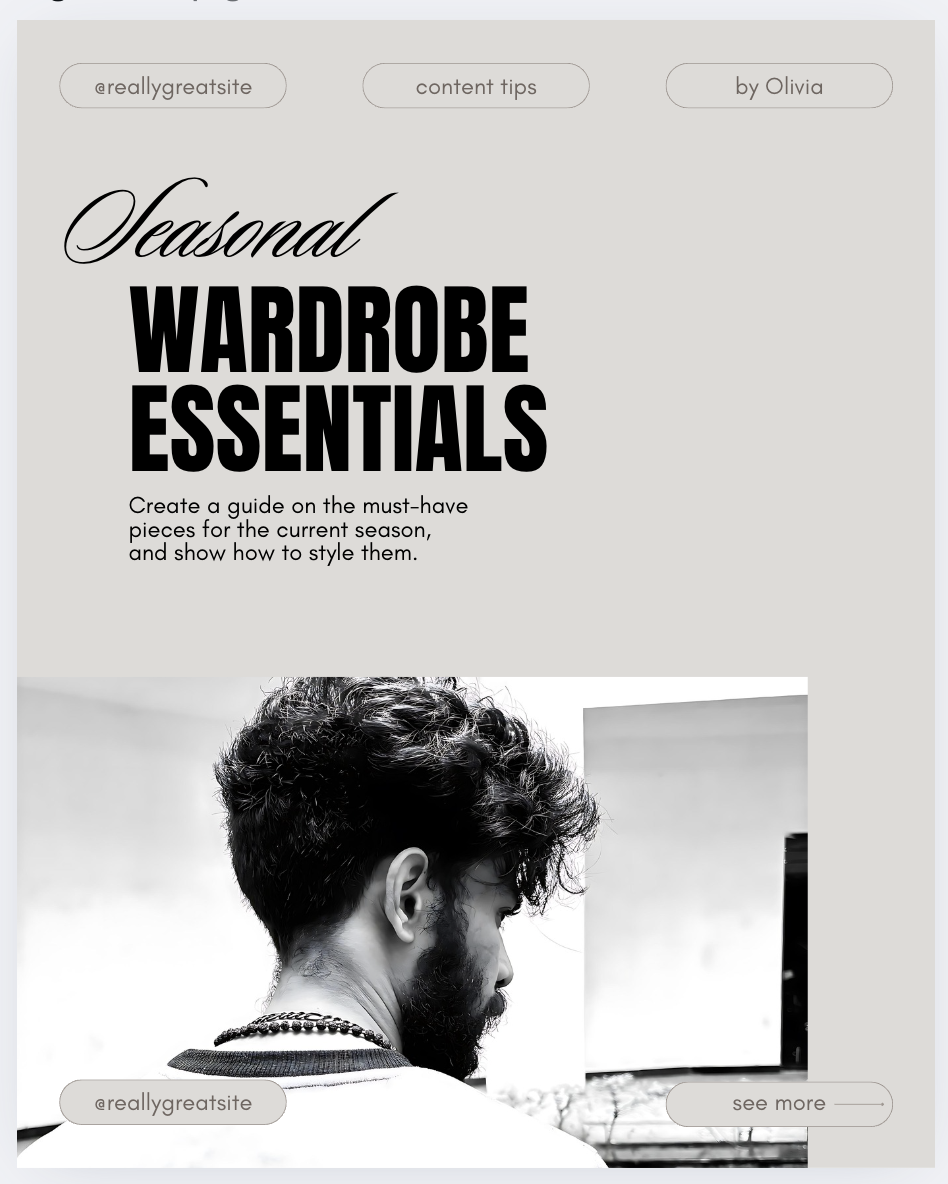 @reallygreatsite
content tips
by Olivia
Seasonal
WARDROBE
ESSENTIALS
Create a guide on the must-have
pieces for the current season,
and show how to style them.
@reallygreatsite
see more